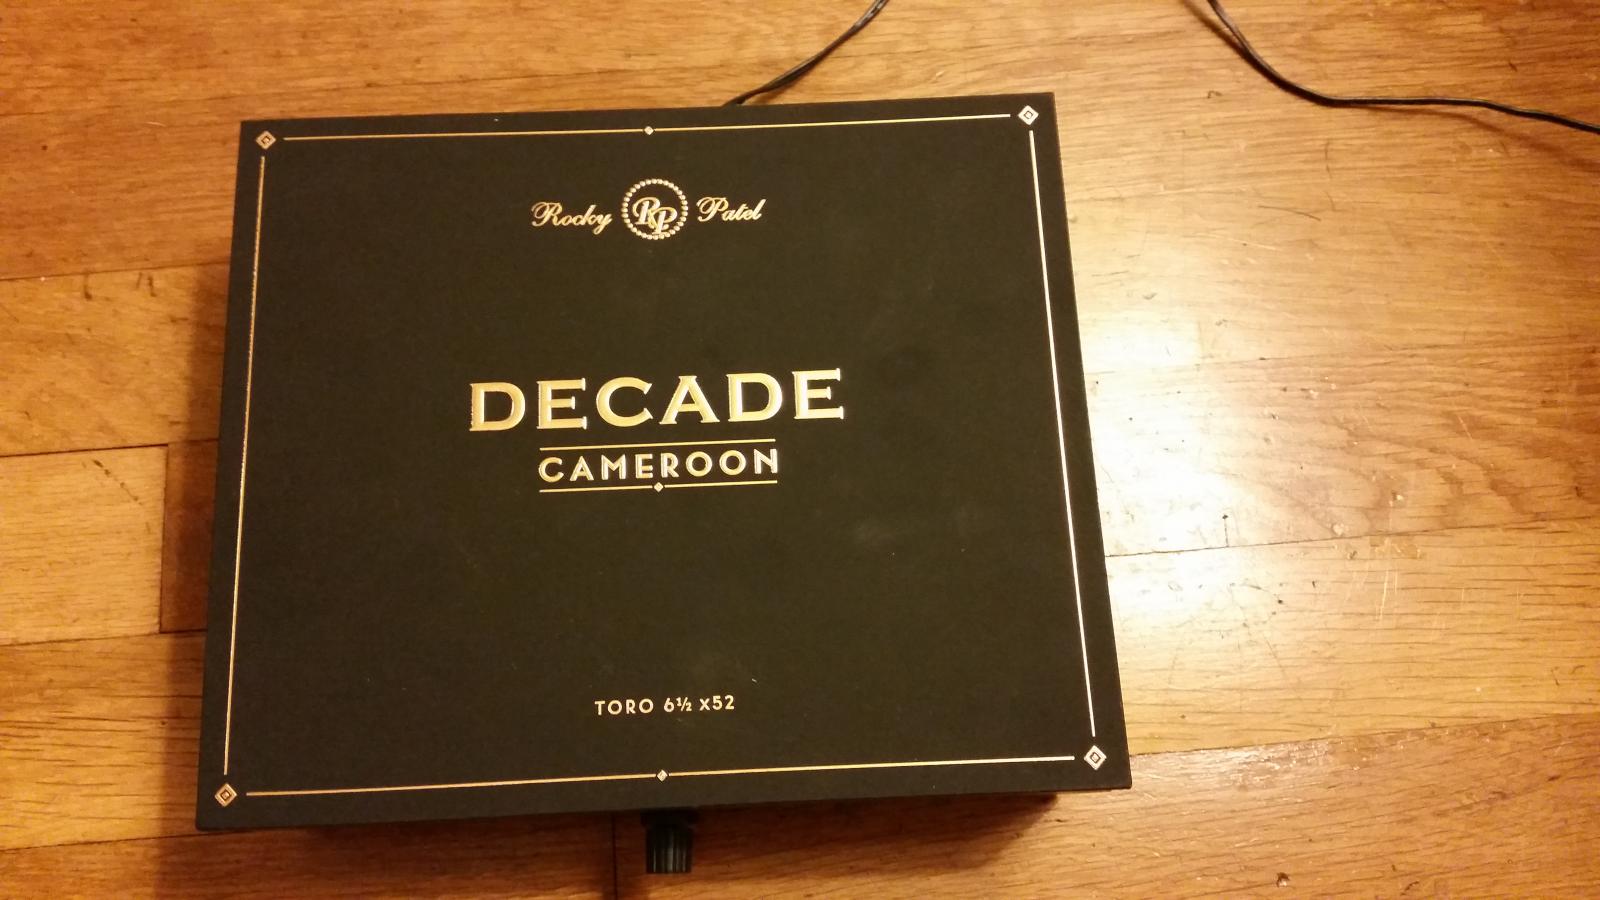 Rocky RP Patel
DECADE
CAMEROON
TORO 6½ x52